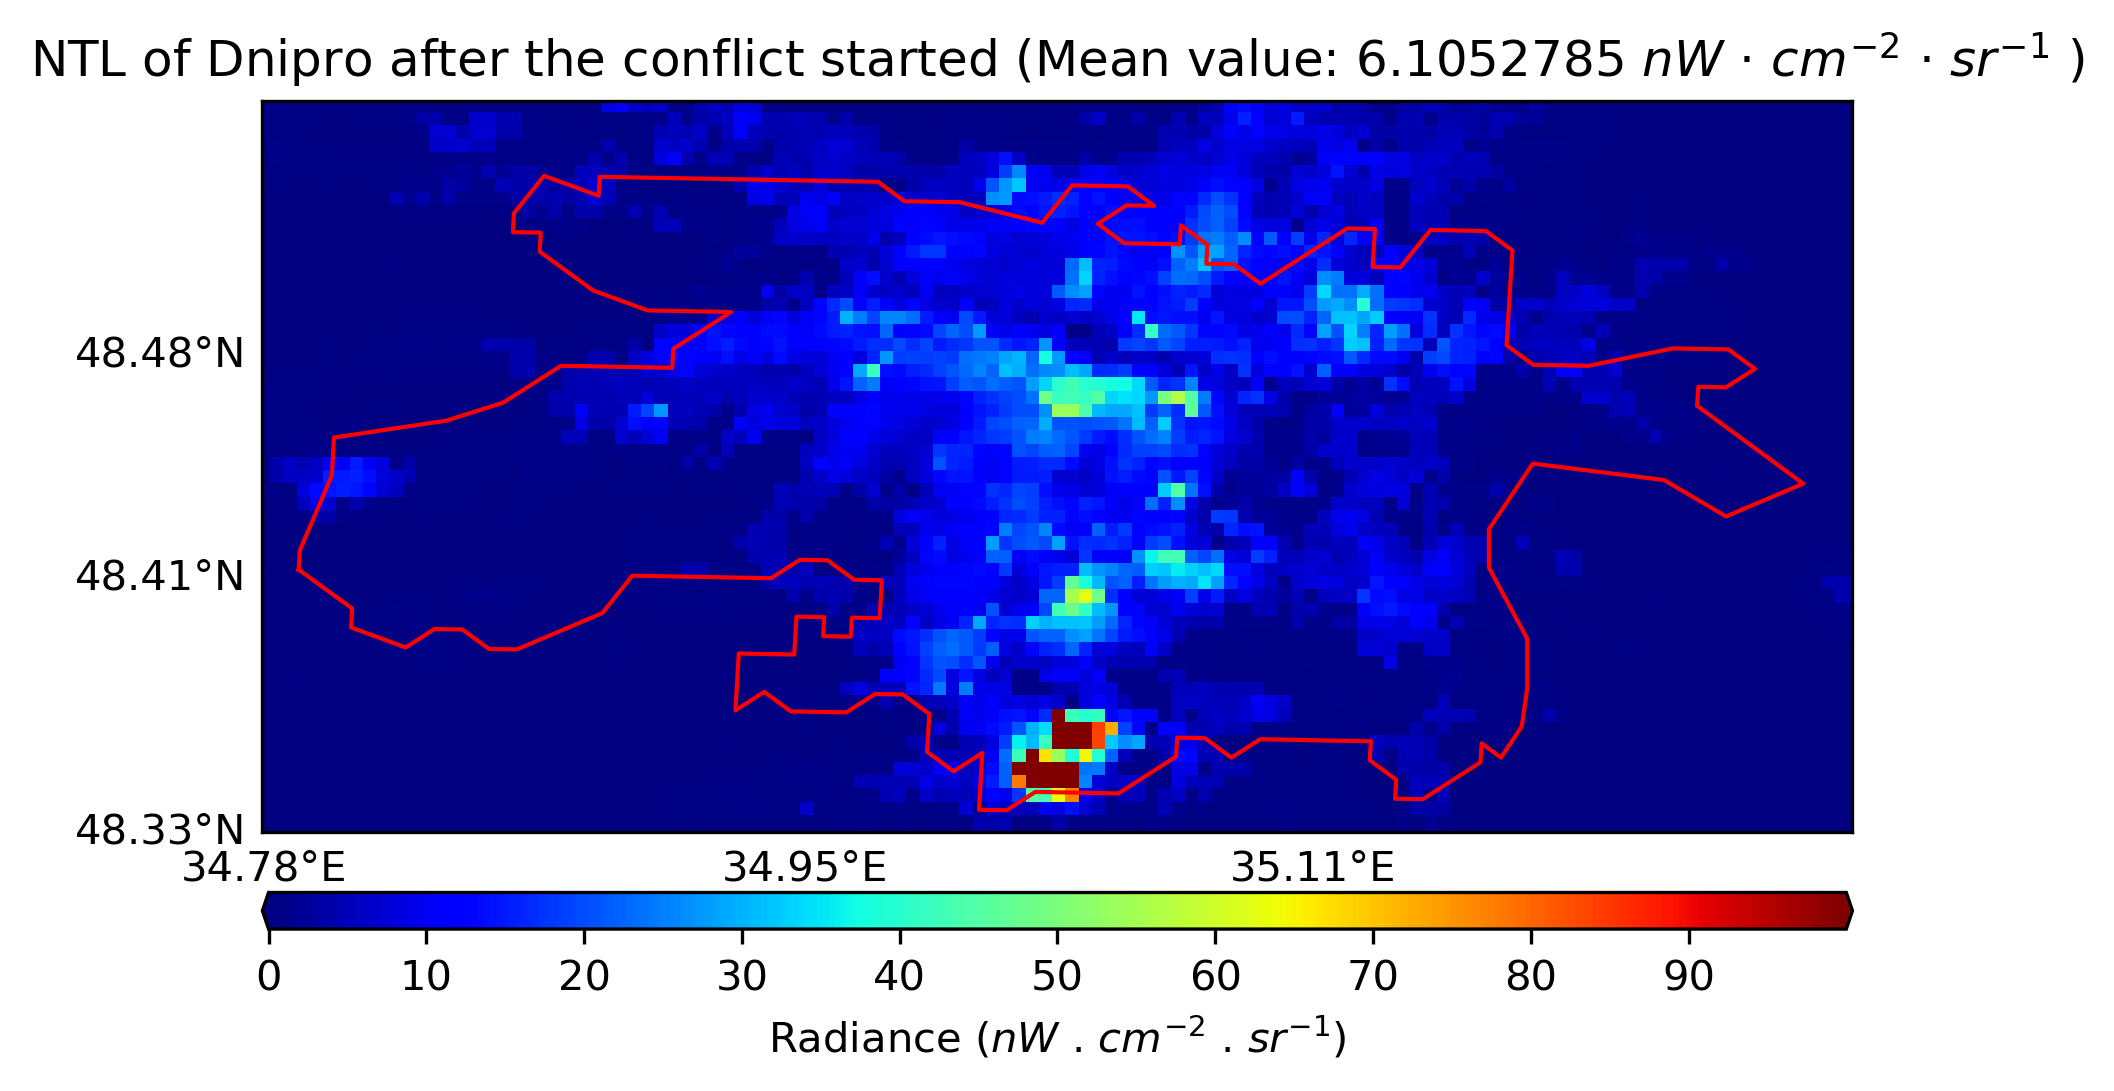 NTL of Dnipro after the conflict started (Mean value: 6.1052785 nW · cm⁻² · sr⁻¹ )
48.48°N
48.41°N
48.33°N
34.78°E 34.95°E 35.11°E
0 10 20 30 40 50 60 70 80 90
Radiance (nW . cm⁻² . sr⁻¹)